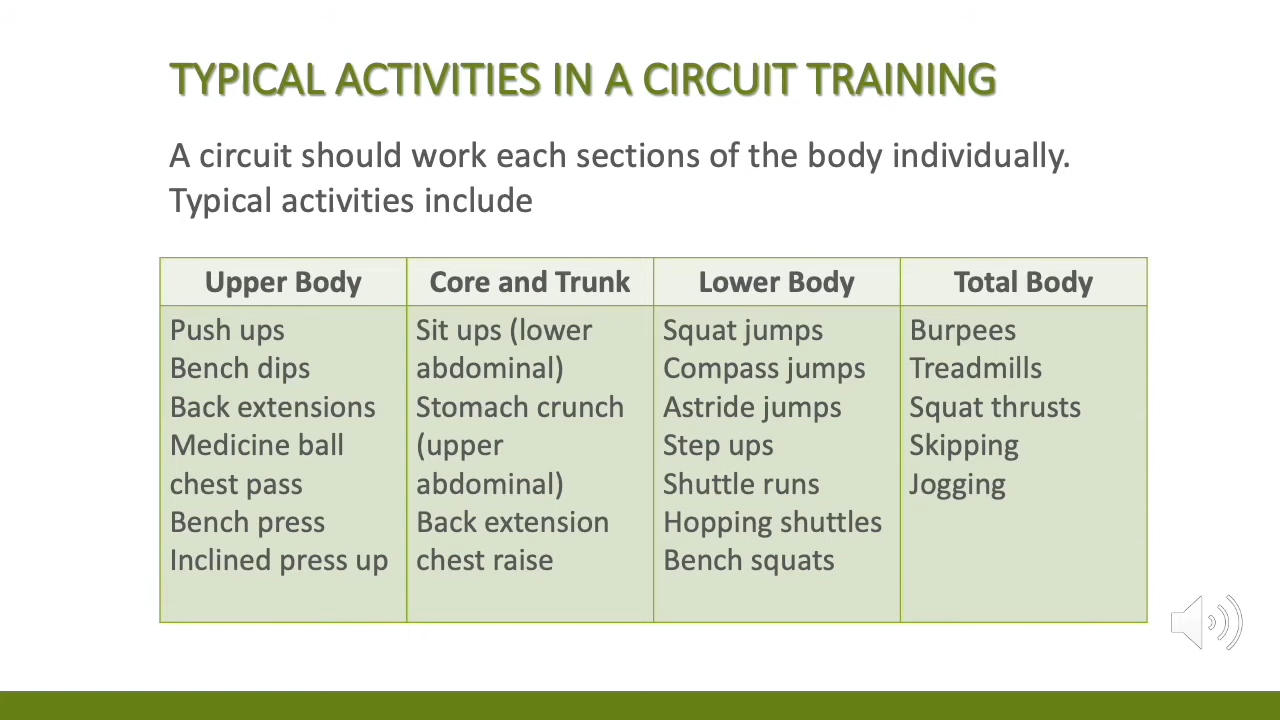 TYPICAL ACTIVITIES IN A CIRCUIT TRAINING
A circuit should work each sections of the body individually.
Typical activities include
Upper Body
Push ups
Bench dips
Back extensions
Medicine ball
chest pass
Bench press
Inclined press up
Core and Trunk
Sit ups (lower
abdominal)
Stomach crunch
(upper
abdominal)
Back extension
chest raise
Lower Body
Squat jumps
Compass jumps
Astride jumps
Step ups
Shuttle runs
Hopping shuttles
Bench squats
Total Body
Burpees
Treadmills
Squat thrusts
Skipping
Jogging